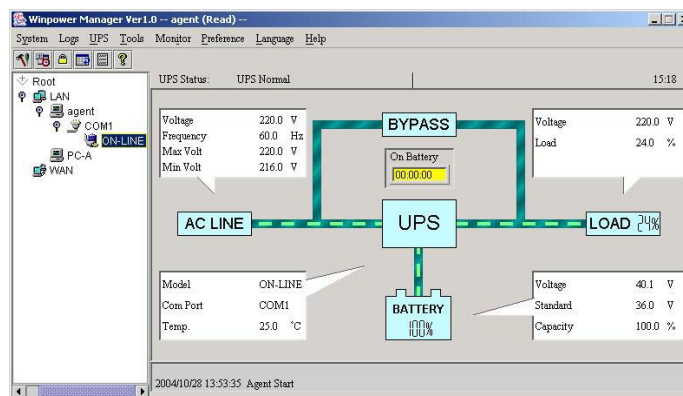 Winpower Manager Ver1.0 -- agent (Read) --
System Logs UPS Tools Monitor Preference Language Help
Root
LAN
agent
COM1
ON-LINE
PC-A
WAN
UPS Status: UPS Normal 15:18
Voltage 220.0 V
Frequency 60.0 Hz
Max Volt 220.0 V
Min Volt 216.0 V
BYPASS
On Battery
00:00:00
Voltage 220.0 V
Load 24.0 %
AC LINE
UPS
LOAD 24%
Model ON-LINE
Com Port COM1
Temp. 25.0 °C
BATTERY
100%
Voltage 40.1 V
Standard 36.0 V
Capacity 100.0 %
2004/10/28 13:53:35 Agent Start